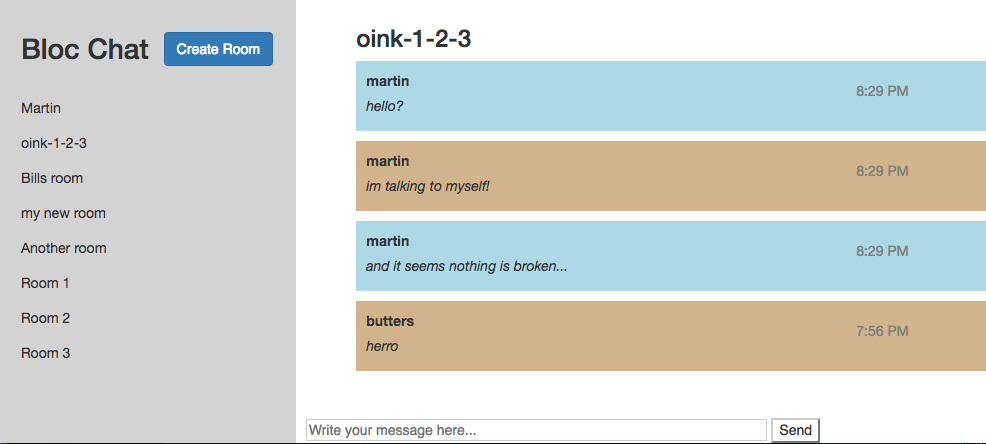 Bloc Chat
Create Room
Martin
oink-1-2-3
Bills room
my new room
Another room
Room 1
Room 2
Room 3
oink-1-2-3
martin
8:29 PM
hello?
martin
8:29 PM
im talking to myself!
martin
8:29 PM
and it seems nothing is broken...
butters
7:56 PM
herro
Write your message here...
Send